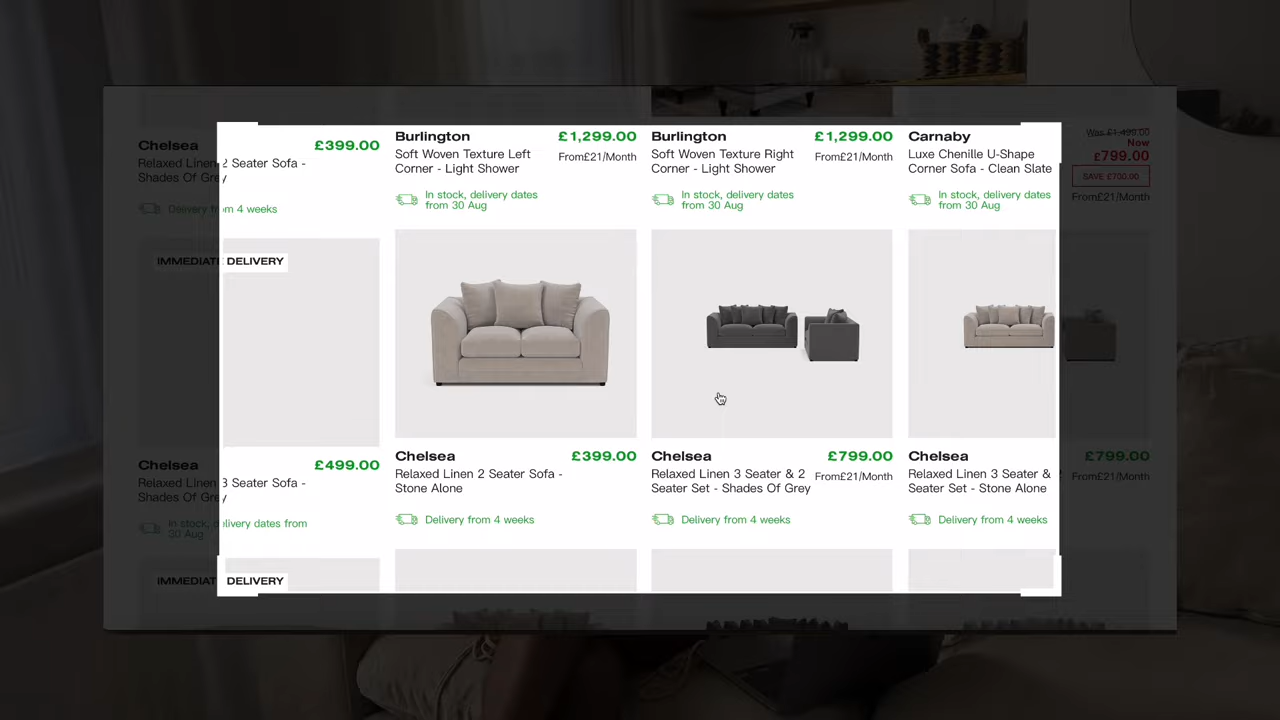 Chelsea
£399.00
Relaxed Linen 2 Seater Sofa -
Shades Of Grey
Delivery from 4 weeks
Burlington
£1,299.00
Soft Woven Texture Left
From£21/Month
Corner - Light Shower
In stock, delivery dates
from 30 Aug
Burlington
£1,299.00
Soft Woven Texture Right
From£21/Month
Corner - Light Shower
In stock, delivery dates
from 30 Aug
Carnaby
Was £1,499.00
Now
£799.00
SAVE £700.00
From£21/Month
Luxe Chenille U-Shape
Corner Sofa - Clean Slate
In stock, delivery dates
from 30 Aug
IMMEDIATE DELIVERY
Chelsea
£499.00
Relaxed Linen 3 Seater Sofa -
Shades Of Grey
In stock, delivery dates from
30 Aug
Chelsea
£399.00
Relaxed Linen 2 Seater Sofa -
Stone Alone
Delivery from 4 weeks
Chelsea
£799.00
Relaxed Linen 3 Seater & 2
From£21/Month
Seater Set - Shades Of Grey
Delivery from 4 weeks
Chelsea
£799.00
Relaxed Linen 3 Seater &
From£21/Month
Seater Set - Stone Alone
Delivery from 4 weeks
IMMEDIATE DELIVERY